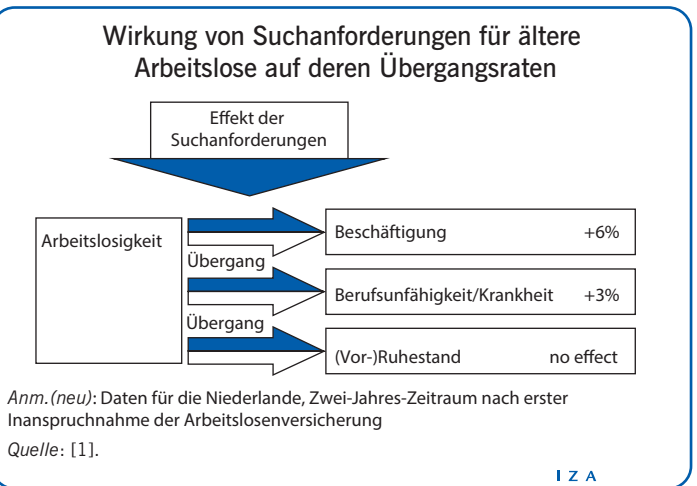 Wirkung von Suchanforderungen für ältere
Arbeitslose auf deren Übergangsraten
Effekt der
Suchanforderungen
Arbeitslosigkeit
Beschäftigung +6%
Übergang
Berufsunfähigkeit/Krankheit +3%
Übergang
(Vor-)Ruhestand no effect
Anm.(neu): Daten für die Niederlande, Zwei-Jahres-Zeitraum nach erster
Inanspruchnahme der Arbeitslosenversicherung
Quelle: [1].
I Z A